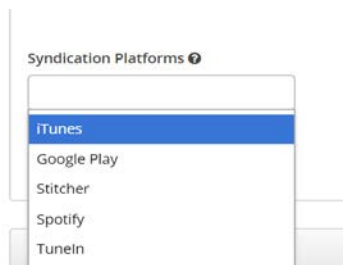 Syndication Platforms ?
iTunes
Google Play
Stitcher
Spotify
TuneIn